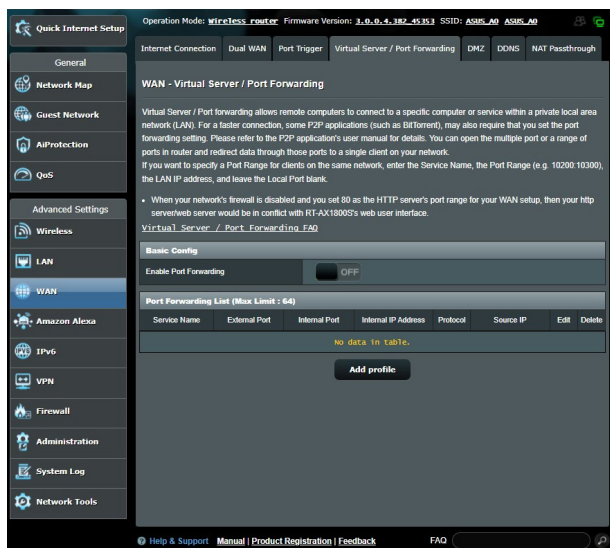 Quick Internet Setup
General
Network Map
Guest Network
AiProtection
QoS
Advanced Settings
Wireless
LAN
WAN
Amazon Alexa
IPv6
VPN
Firewall
Administration
System Log
Network Tools
Operation Mode: Wireless router Firmware Version: 3.0.0.4.382_45353 SSID: ASUS_A0 ASUS_A0
Internet Connection Dual WAN Port Trigger Virtual Server / Port Forwarding DMZ DDNS NAT Passthrough
WAN - Virtual Server / Port Forwarding
Virtual Server / Port forwarding allows remote computers to connect to a specific computer or service within a private local area
network (LAN). For a faster connection, some P2P applications (such as BitTorrent), may also require that you set the port
forwarding setting. Please refer to the P2P application's user manual for details. You can open the multiple port or a range of
ports in router and redirect data through those ports to a single client on your network.
If you want to specify a Port Range for clients on the same network, enter the Service Name, the Port Range (e.g. 10200:10300),
the LAN IP address, and leave the Local Port blank.
• When your network's firewall is disabled and you set 80 as the HTTP server's port range for your WAN setup, then your http
server/web server would be in conflict with RT-AX1800S's web user interface.
Virtual Server / Port Forwarding FAQ
Basic Config
Enable Port Forwarding OFF
Port Forwarding List (Max Limit : 64)
Service Name External Port Internal Port Internal IP Address Protocol Source IP Edit Delete
No data in table.
Add profile
Help & Support Manual | Product Registration | Feedback FAQ